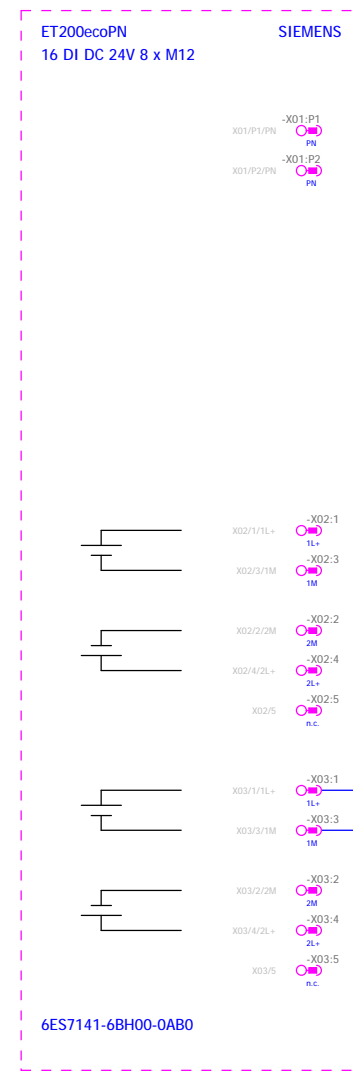 ET200ecoPN SIEMENS
16 DI DC 24V 8 x M12
-X01:P1
X01/P1/PN
PN
-X01:P2
X01/P2/PN
PN
-X02:1
X02/1/1L+
1L+
-X02:3
X02/3/1M
1M
-X02:2
X02/2/2M
2M
-X02:4
X02/4/2L+
2L+
-X02:5
X02/5
n.c.
-X03:1
X03/1/1L+
1L+
-X03:3
X03/3/1M
1M
-X03:2
X03/2/2M
2M
-X03:4
X03/4/2L+
2L+
-X03:5
X03/5
n.c.
6ES7141-6BH00-0AB0